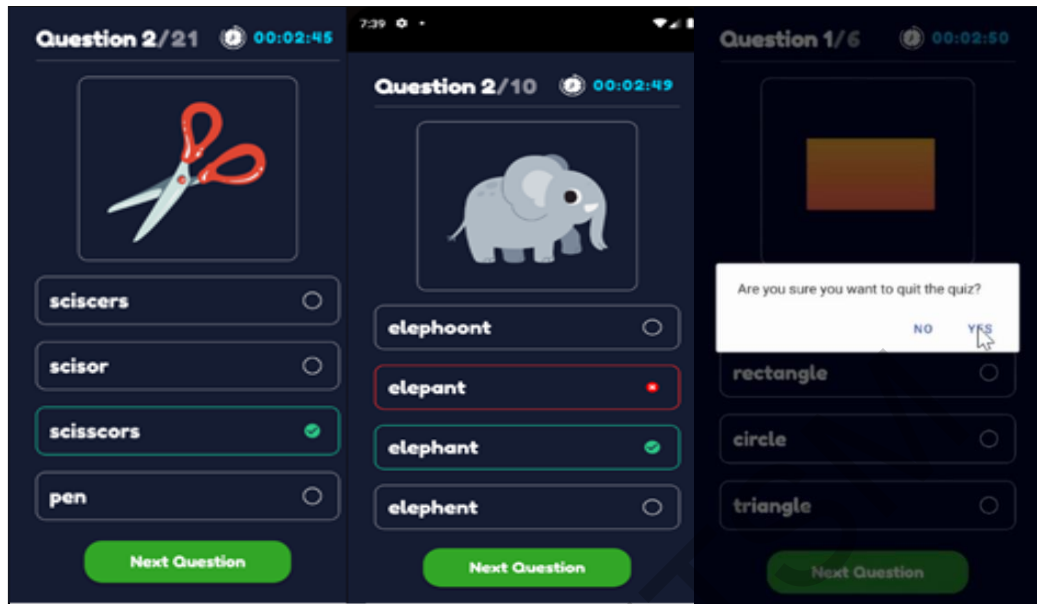 Question 2/21 00:02:45
sciscers
scisor
scisscors
pen
Next Question
7:39
Question 2/10 00:02:49
elephoont
elepant
elephant
elephent
Next Question
Question 1/6 00:02:50
Are you sure you want to quit the quiz?
NO YES
rectangle
circle
triangle
Next Question